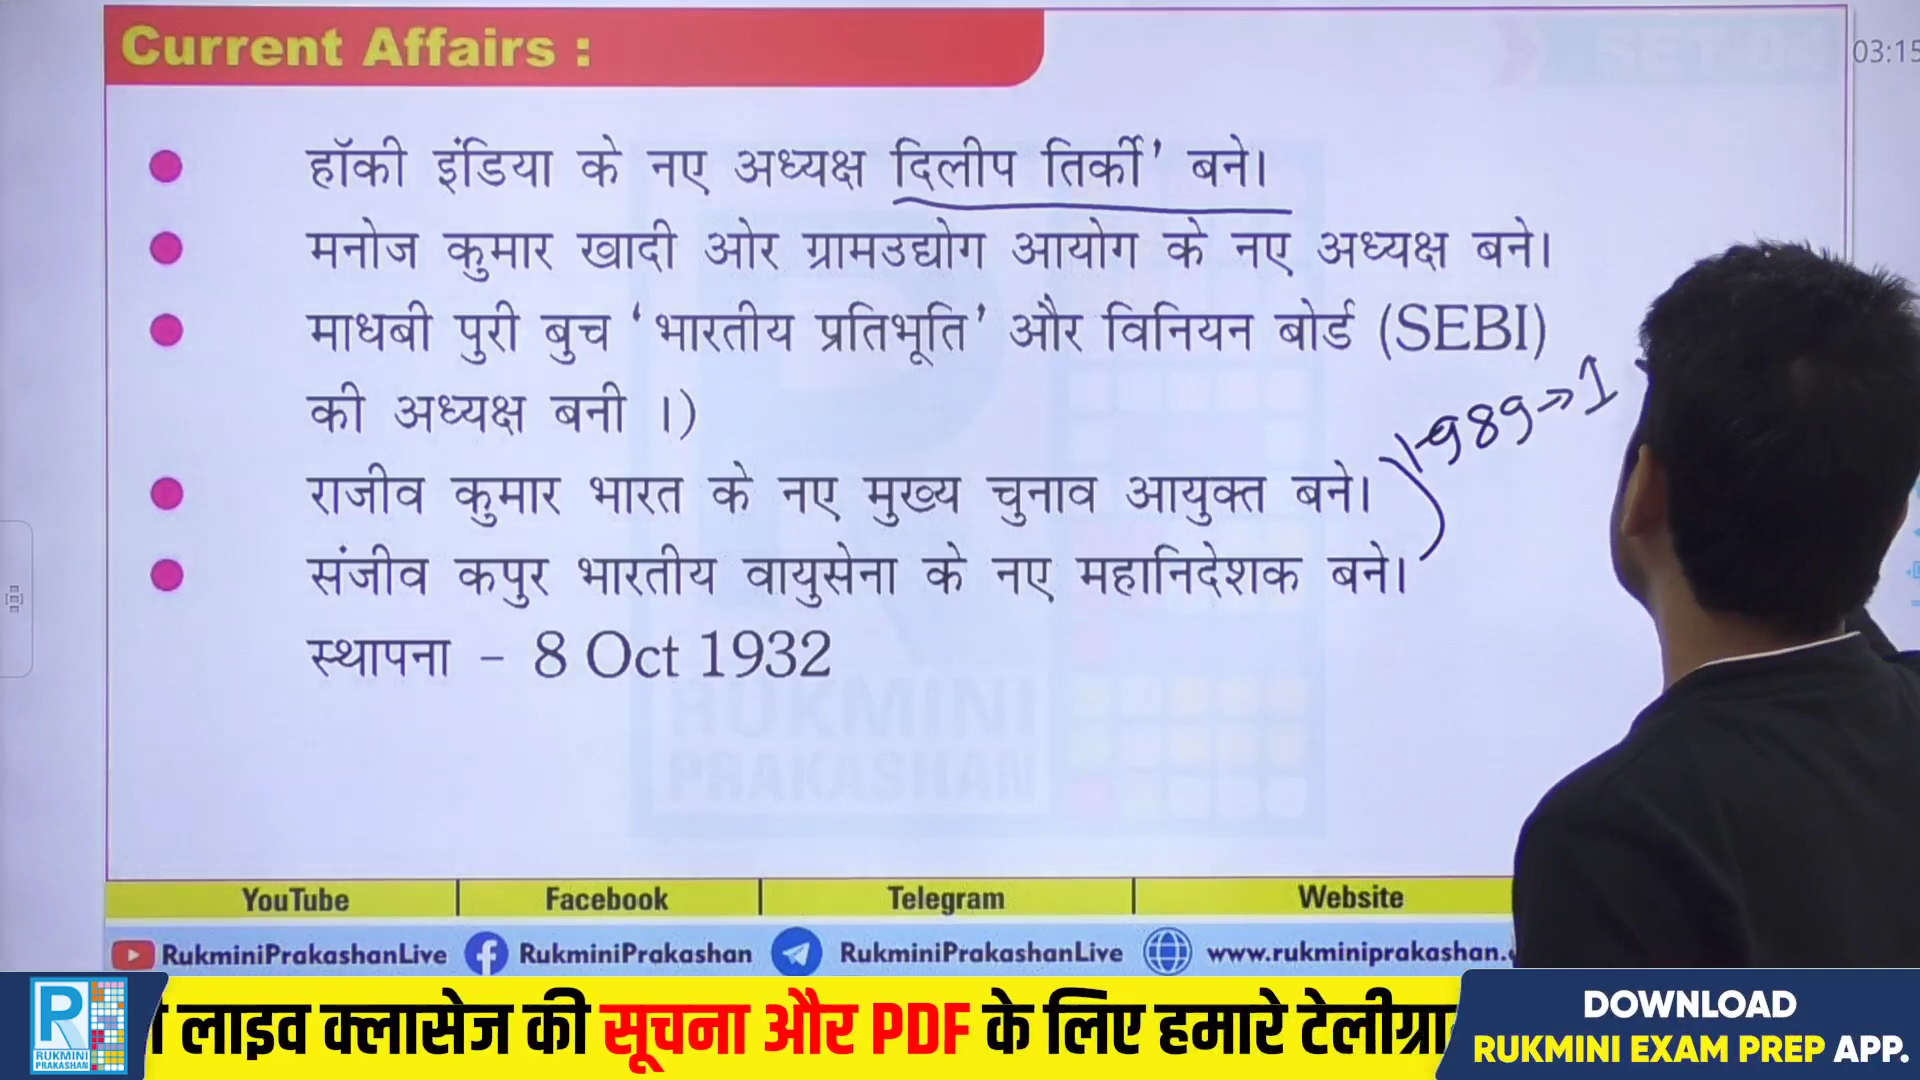 Current Affairs :
03:15
हॉकी इंडिया के नए अध्यक्ष दिलीप तिर्की’ बने।
मनोज कुमार खादी ओर ग्रामउद्योग आयोग के नए अध्यक्ष बने।
माधबी पुरी बुच ‘भारतीय प्रतिभूति’ और विनियन बोर्ड (SEBI)
की अध्यक्ष बनी ।)
1989 → 1
राजीव कुमार भारत के नए मुख्य चुनाव आयुक्त बने।
संजीव कपुर भारतीय वायुसेना के नए महानिदेशक बने।
स्थापना - 8 Oct 1932
RUKMINI
PRAKASHAN
YouTube Facebook Telegram Website
RukminiPrakashanLive RukminiPrakashan RukminiPrakashanLive www.rukminiprakashan.
लाइव क्लासेज की सूचना और PDF के लिए हमारे टेलीग्रा
R
RUKMINI
PRAKASHAN
DOWNLOAD
RUKMINI EXAM PREP APP.